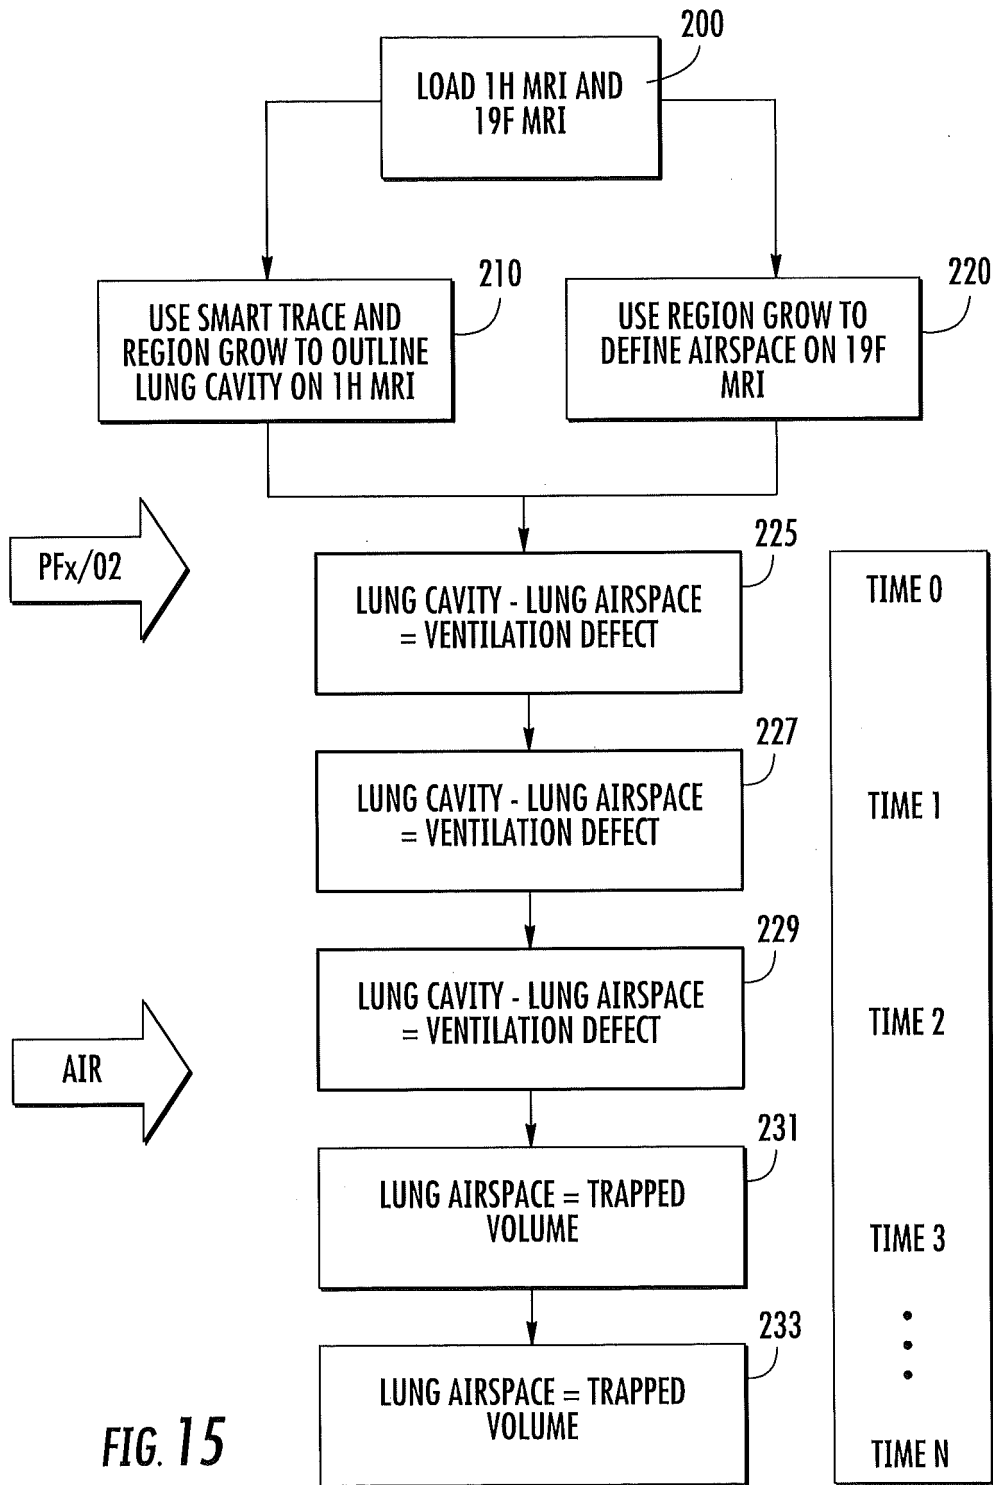 200
LOAD 1H MRI AND
19F MRI
210
USE SMART TRACE AND
REGION GROW TO OUTLINE
LUNG CAVITY ON 1H MRI
220
USE REGION GROW TO
DEFINE AIRSPACE ON 19F
MRI
PFx/02
225
LUNG CAVITY - LUNG AIRSPACE
= VENTILATION DEFECT
TIME 0
227
LUNG CAVITY - LUNG AIRSPACE
= VENTILATION DEFECT
TIME 1
229
LUNG CAVITY - LUNG AIRSPACE
= VENTILATION DEFECT
TIME 2
AIR
231
LUNG AIRSPACE = TRAPPED
VOLUME
TIME 3
233
LUNG AIRSPACE = TRAPPED
VOLUME
TIME N
FIG. 15